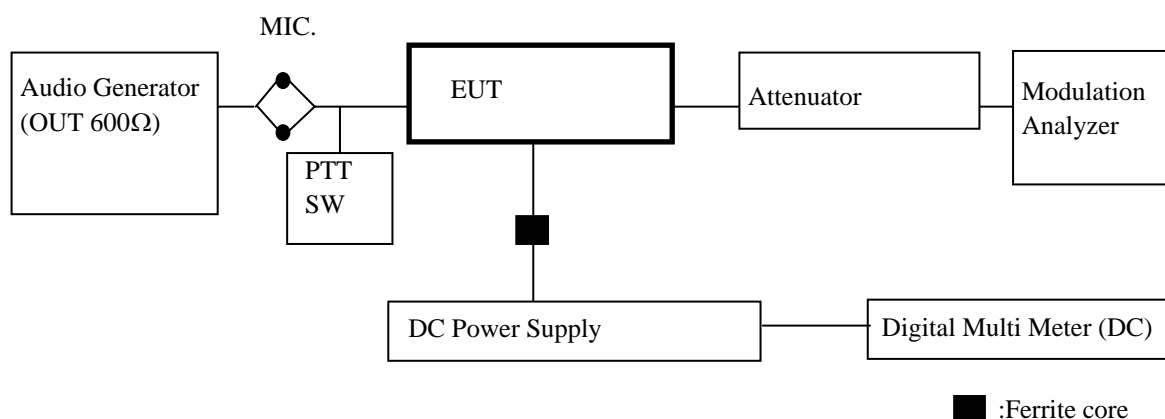 MIC.
Audio Generator
(OUT 600Ω)
EUT
Attenuator
Modulation
Analyzer
PTT
SW
DC Power Supply
Digital Multi Meter (DC)
:Ferrite core